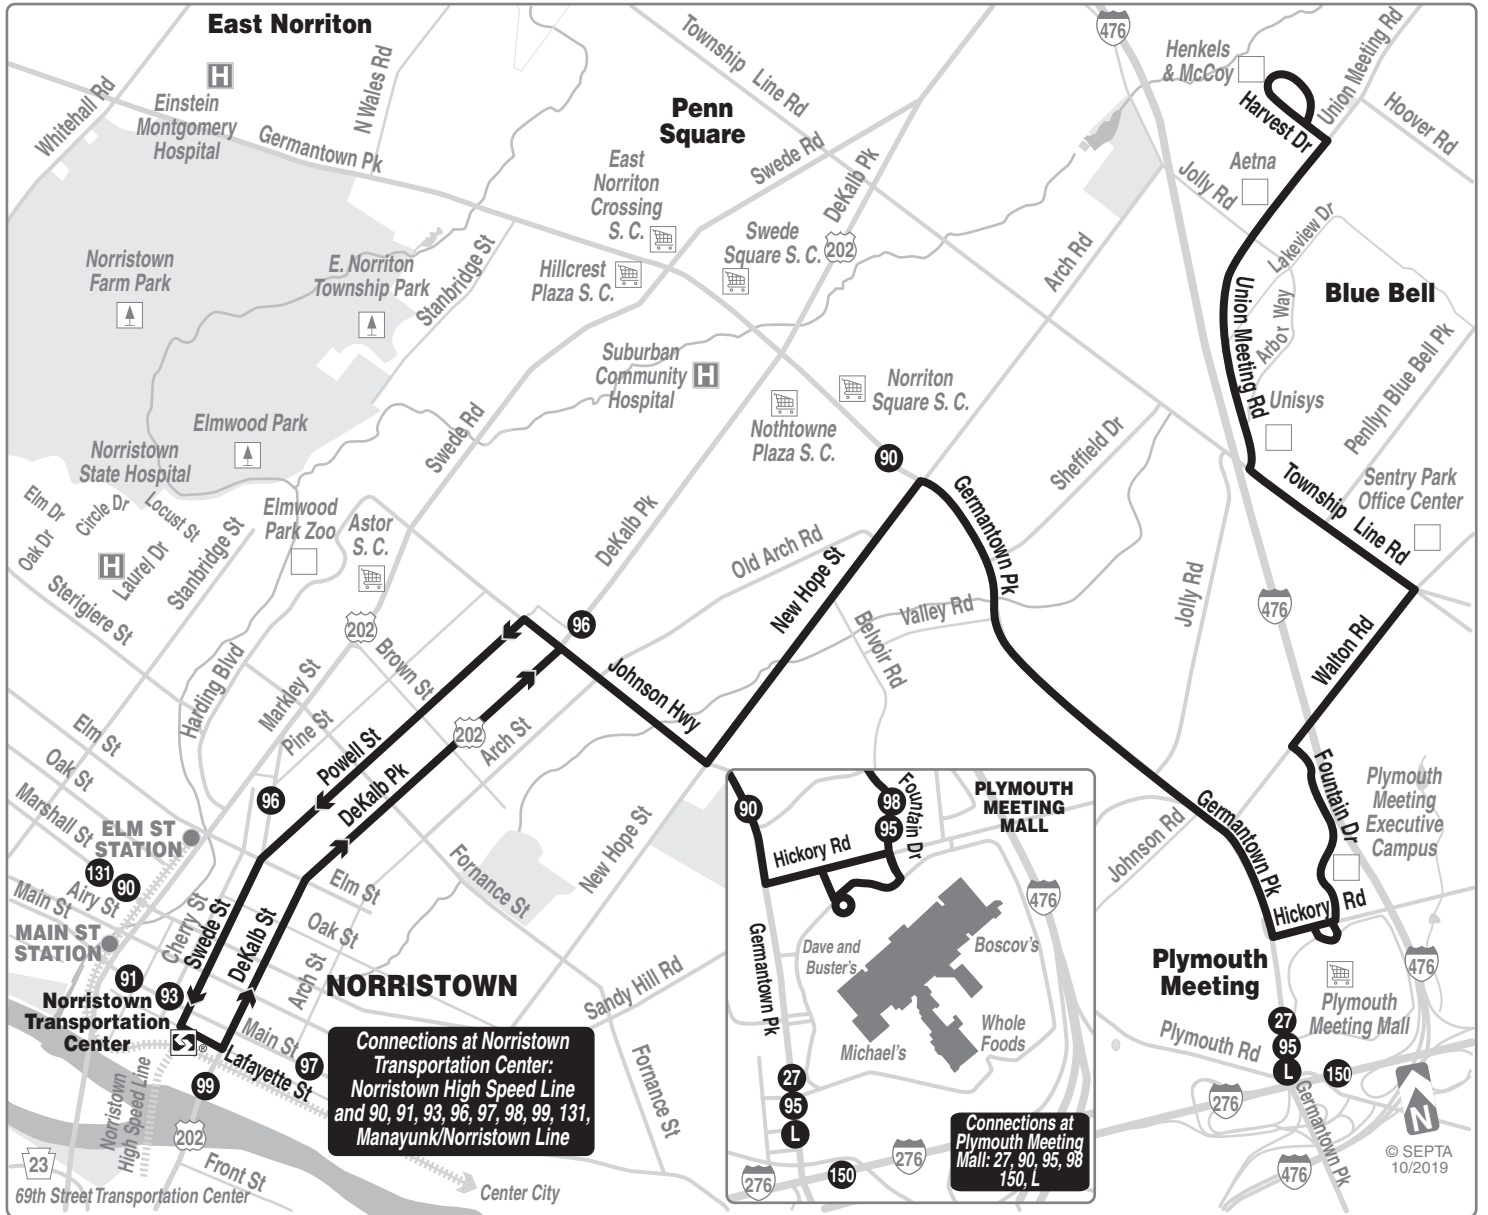 East Norriton
Whitehall Rd
H
Einstein
Montgomery
Hospital
N Wales Rd
Germantown Pk
Township Line Rd
Penn
Square
Swede Rd
DeKalb Pk
East
Norriton
Crossing
S. C.
Swede
Square S. C.
202
Hillcrest
Plaza S. C.
476
Henkels
& McCoy
Harvest Dr
Union Meeting Rd
Hoover Rd
Aetna
Jolly Rd
Lakeview Dr
Arbor Way
Blue Bell
Union Meeting Rd
Arch Rd
Penllyn Blue Bell Pk
Unisys
Norristown
Farm Park
E. Norriton
Township Park
Stanbridge St
Suburban
Community
Hospital
H
Norriton
Square S. C.
Nothtowne
Plaza S. C.
90
Elmwood Park
Swede Rd
Norristown
State Hospital
Elm Dr
Circle Dr
Locust St
Oak Dr
H
Laurel Dr
Stanbridge St
Sterigiere St
Elmwood
Park Zoo
Astor
S. C.
DeKalb Pk
Sheffield Dr
Germantown Pk
Township Line Rd
Sentry Park
Office Center
Old Arch Rd
New Hope St
Valley Rd
Belvoir Rd
Jolly Rd
476
Walton Rd
202
96
Brown St
Johnson Hwy
Harding Blvd
Markley St
Pine St
Powell St
202
Arch St
DeKalb Pk
Elm St
Oak St
Marshall St
96
ELM ST
STATION
131
90
Airy St
Main St
MAIN ST
STATION
Cherry St
Swede St
DeKalb St
Elm St
Oak St
Arch St
Fornance St
New Hope St
Sandy Hill Rd
NORRISTOWN
91
93
Norristown
Transportation
Center
®
Main St
Lafayette St
97
99
Norristown
High Speed Line
202
23
Front St
69th Street Transportation Center
Center City
Connections at Norristown
Transportation Center:
Norristown High Speed Line
and 90, 91, 93, 96, 97, 98, 99, 131,
Manayunk/Norristown Line
Fornance St
PLYMOUTH
MEETING
MALL
90
98
95
Fountain Dr
Hickory Rd
Germantown Pk
Dave and
Buster's
Boscov's
Michael's
Whole
Foods
476
27
95
L
276
150
276
Connections at
Plymouth Meeting
Mall: 27, 90, 95, 98
150, L
Johnson Rd
Germantown Pk
Fountain Dr
Plymouth
Meeting
Executive
Campus
Hickory Rd
Plymouth
Meeting
476
Plymouth
Meeting Mall
Plymouth Rd
27
95
L
150
276
Germantown Pk
476
N
© SEPTA
10/2019